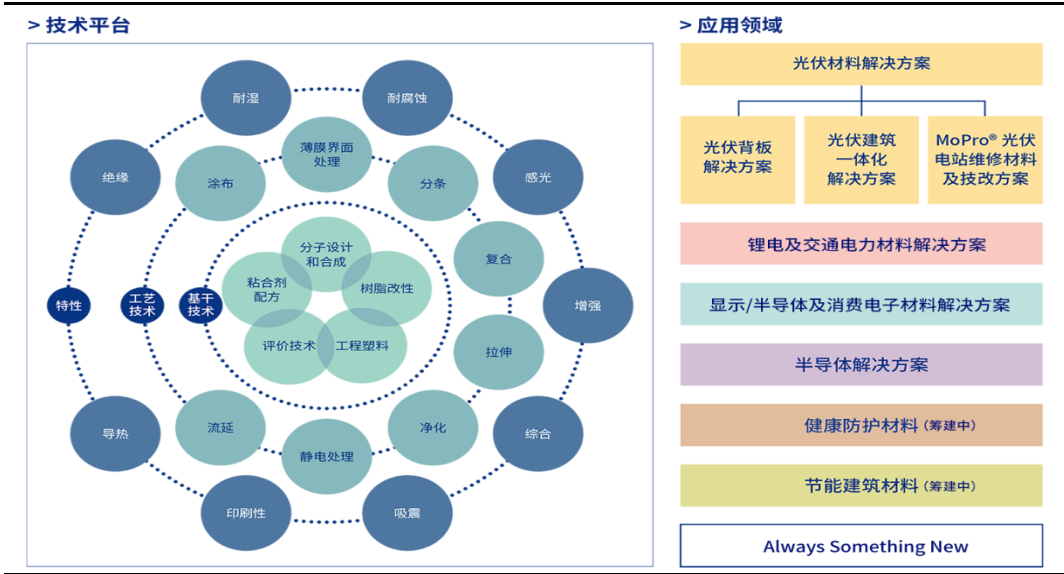 > 技术平台
耐湿
耐腐蚀
绝缘
涂布
薄膜界面
处理
分条
感光
分子设计
和合成
粘合剂
配方
树脂改性
复合
特性
工艺
技术
基干
技术
增强
评价技术
工程塑料
拉伸
导热
流延
静电处理
净化
综合
印刷性
吸震
> 应用领域
光伏材料解决方案
光伏背板
解决方案
光伏建筑
一体化
解决方案
MoPro® 光伏
电站维修材料
及技改方案
锂电及交通电力材料解决方案
显示/半导体及消费电子材料解决方案
半导体解决方案
健康防护材料 (筹建中)
节能建筑材料 (筹建中)
Always Something New